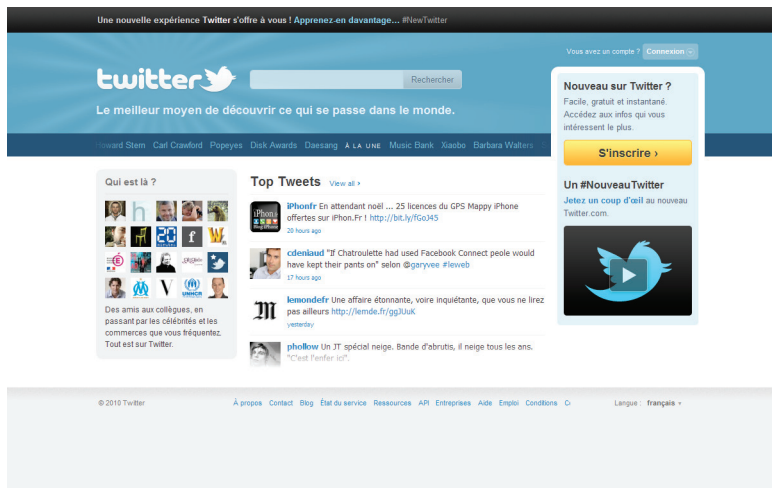 Une nouvelle expérience Twitter s'offre à vous ! Apprenez-en davantage... #NewTwitter
Vous avez un compte ? Connexion
twitter
Rechercher
Le meilleur moyen de découvrir ce qui se passe dans le monde.
Howard Stern Carl Crawford Popeyes Disk Awards Daesang À LA UNE Music Bank Xiaobo Barbara Walters
Nouveau sur Twitter ?
Facile, gratuit et instantané.
Accédez aux infos qui vous
intéressent le plus.
S'inscrire ›
Un #NouveauTwitter
Jetez un coup d'œil au nouveau
Twitter.com.
Qui est là ?
20
Des amis aux collègues, en
passant par les célébrités et les
commerces que vous fréquentez.
Tout est sur Twitter.
Top Tweets View all ›
iPhonfr En attendant noël ... 25 licences du GPS Mappy iPhone
offertes sur iPhon.Fr ! http://bit.ly/fGoJ45
20 hours ago
cdeniaud "If Chatroulette had used Facebook Connect peole would
have kept their pants on" selon @garyvee #leweb
17 hours ago
lemondefr Une affaire étonnante, voire inquiétante, que vous ne lirez
pas ailleurs http://lemde.fr/ggJUuK
yesterday
phollow Un JT spécial neige. Bande d'abrutis, il neige tous les ans.
"C'est l'enfer ici".
© 2010 Twitter
À propos Contact Blog État du service Ressources API Entreprises Aide Emploi Conditions
Langue : français